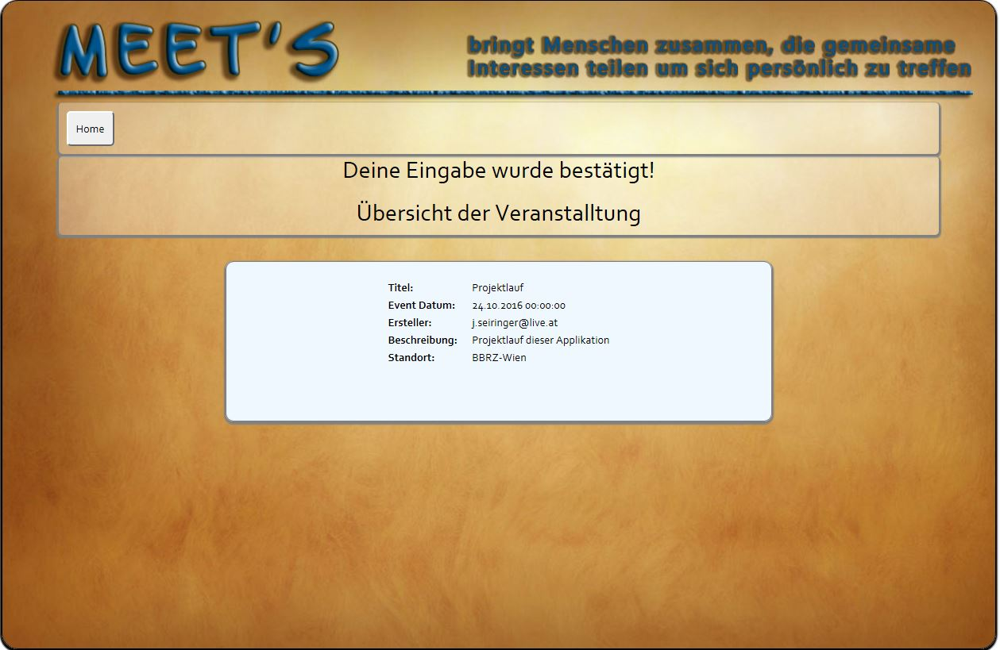 MEET'S
bringt Menschen zusammen, die gemeinsame
Interessen teilen um sich persönlich zu treffen
Home
Deine Eingabe wurde bestätigt!
Übersicht der Veranstalltung
Titel: Projektlauf
Event Datum: 24.10.2016 00:00:00
Ersteller: j.seiringer@live.at
Beschreibung: Projektlauf dieser Applikation
Standort: BBRZ-Wien